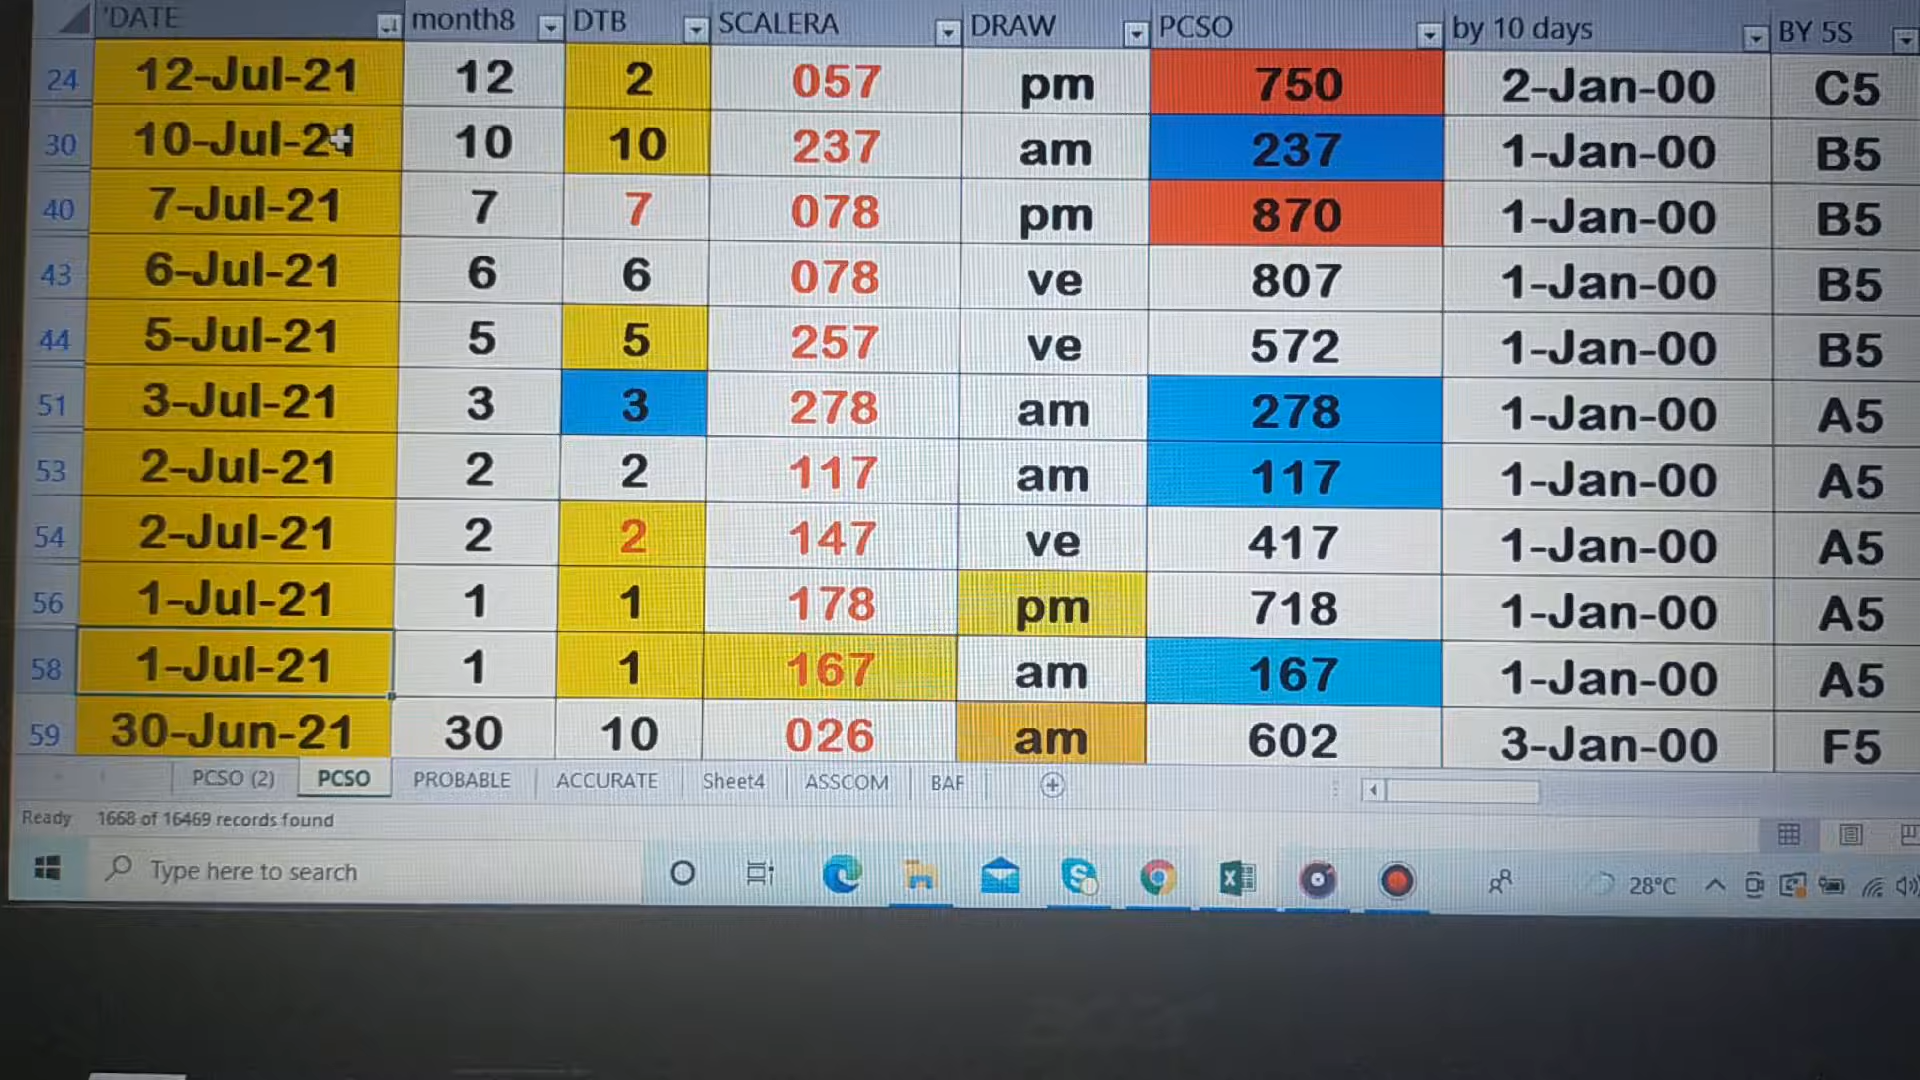 'DATE month8 DTB SCALERA DRAW PCSO by 10 days BY 5S
24 12-Jul-21 12 2 057 pm 750 2-Jan-00 C5
30 10-Jul-21 10 10 237 am 237 1-Jan-00 B5
40 7-Jul-21 7 7 078 pm 870 1-Jan-00 B5
43 6-Jul-21 6 6 078 ve 807 1-Jan-00 B5
44 5-Jul-21 5 5 257 ve 572 1-Jan-00 B5
51 3-Jul-21 3 3 278 am 278 1-Jan-00 A5
53 2-Jul-21 2 2 117 am 117 1-Jan-00 A5
54 2-Jul-21 2 2 147 ve 417 1-Jan-00 A5
56 1-Jul-21 1 1 178 pm 718 1-Jan-00 A5
58 1-Jul-21 1 1 167 am 167 1-Jan-00 A5
59 30-Jun-21 30 10 026 am 602 3-Jan-00 F5
PCSO (2) PCSO PROBABLE ACCURATE Sheet4 ASSCOM BAF
Ready 1668 of 16469 records found
Type here to search 28°C